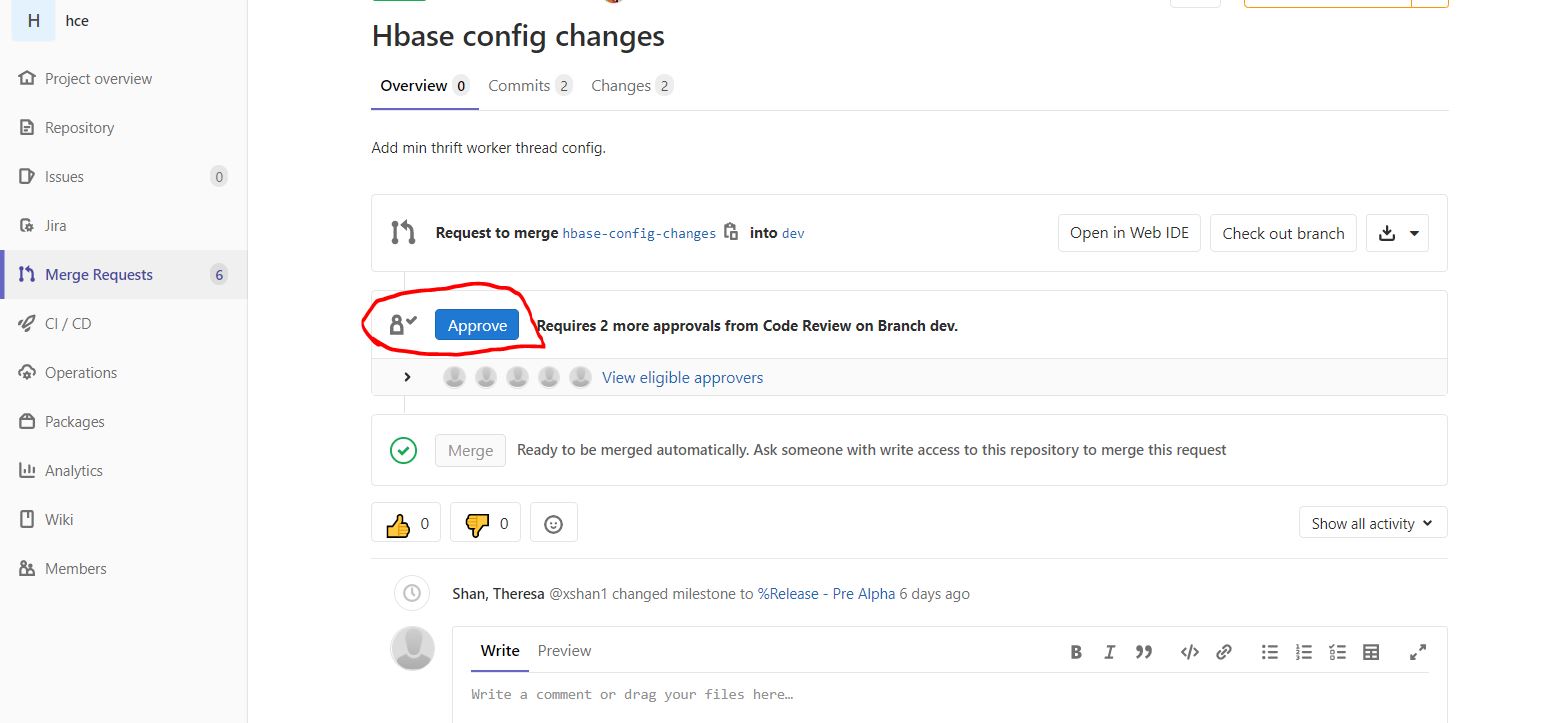 H hce
Project overview
Repository
Issues 0
Jira
Merge Requests 6
CI / CD
Operations
Packages
Analytics
Wiki
Members
Hbase config changes
Overview 0 Commits 2 Changes 2
Add min thrift worker thread config.
Request to merge hbase-config-changes into dev
Open in Web IDE Check out branch
Approve Requires 2 more approvals from Code Review on Branch dev.
View eligible approvers
Merge Ready to be merged automatically. Ask someone with write access to this repository to merge this request
0 0 Show all activity
Shan, Theresa @xshan1 changed milestone to %Release - Pre Alpha 6 days ago
Write Preview
Write a comment or drag your files here…